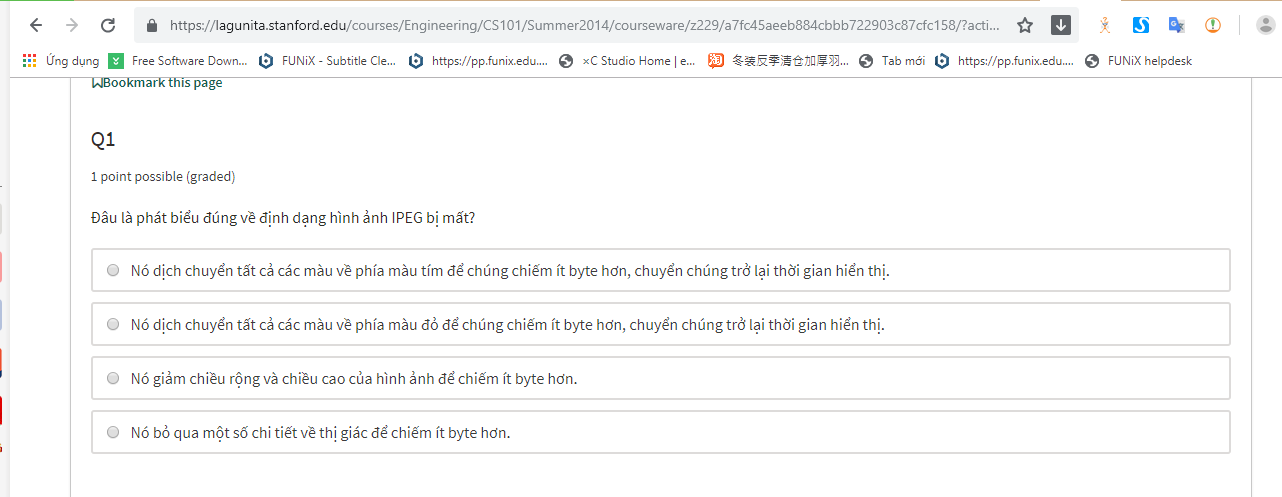 https://lagunita.stanford.edu/courses/Engineering/CS101/Summer2014/courseware/z229/a7fc45aeeb884cbbb722903c87cfc158/?acti...
Ứng dụng Free Software Down... FUNiX - Subtitle Cle... https://pp.funix.edu.... ×C Studio Home | e... 淘 冬装反季清仓加厚羽... Tab mới https://pp.funix.edu.... FUNiX helpdesk
Bookmark this page
Q1
1 point possible (graded)
Đâu là phát biểu đúng về định dạng hình ảnh IPEG bị mất?
Nó dịch chuyển tất cả các màu về phía màu tím để chúng chiếm ít byte hơn, chuyển chúng trở lại thời gian hiển thị.
Nó dịch chuyển tất cả các màu về phía màu đỏ để chúng chiếm ít byte hơn, chuyển chúng trở lại thời gian hiển thị.
Nó giảm chiều rộng và chiều cao của hình ảnh để chiếm ít byte hơn.
Nó bỏ qua một số chi tiết về thị giác để chiếm ít byte hơn.